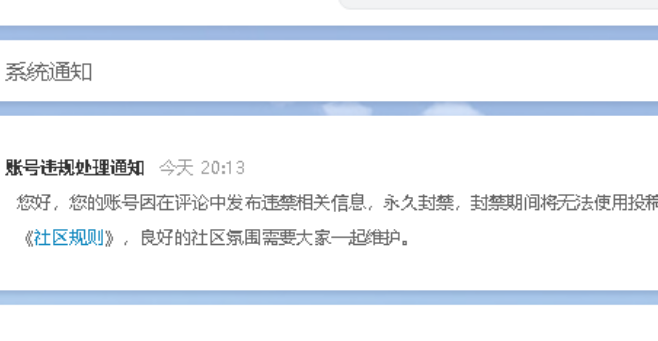 系统通知
账号违规处理通知 今天 20:13
您好，您的账号因在评论中发布违禁相关信息，永久封禁，封禁期间将无法使用投稿
《社区规则》，良好的社区氛围需要大家一起维护。